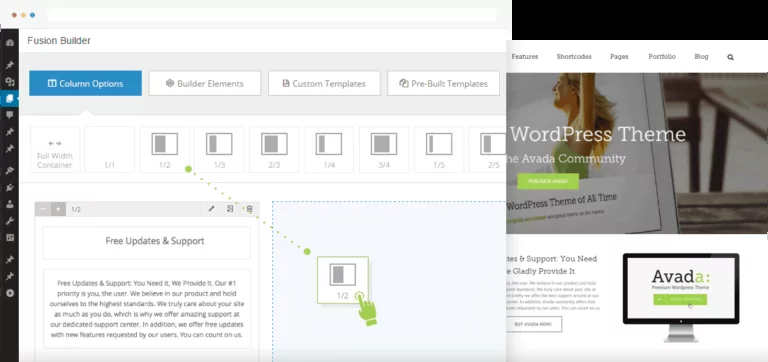 Fusion Builder
Column Options
Builder Elements
Custom Templates
Pre-Built Templates
Full Width
Container
1/1
1/2
1/3
2/3
1/4
3/4
1/5
2/5
1/2
Free Updates & Support
Free Updates & Support: You Need It, We Provide It. Our #1
priority is you, the user. We believe in our product and hold
ourselves to the highest standards. We truly care about your site
as much as you do, which is why we offer amazing support at
our dedicated support center. In addition, we offer free updates
with new features requested by our users. You can count on us.
1/2
Features
Shortcodes
Pages
Portfolio
Blog
WordPress Theme
he Avada Community
WordPress Theme of All Time
tes & Support: You Need
e Gladly Provide It.
BUY AVADA NOW!
Avada:
Premium Wordpress Theme